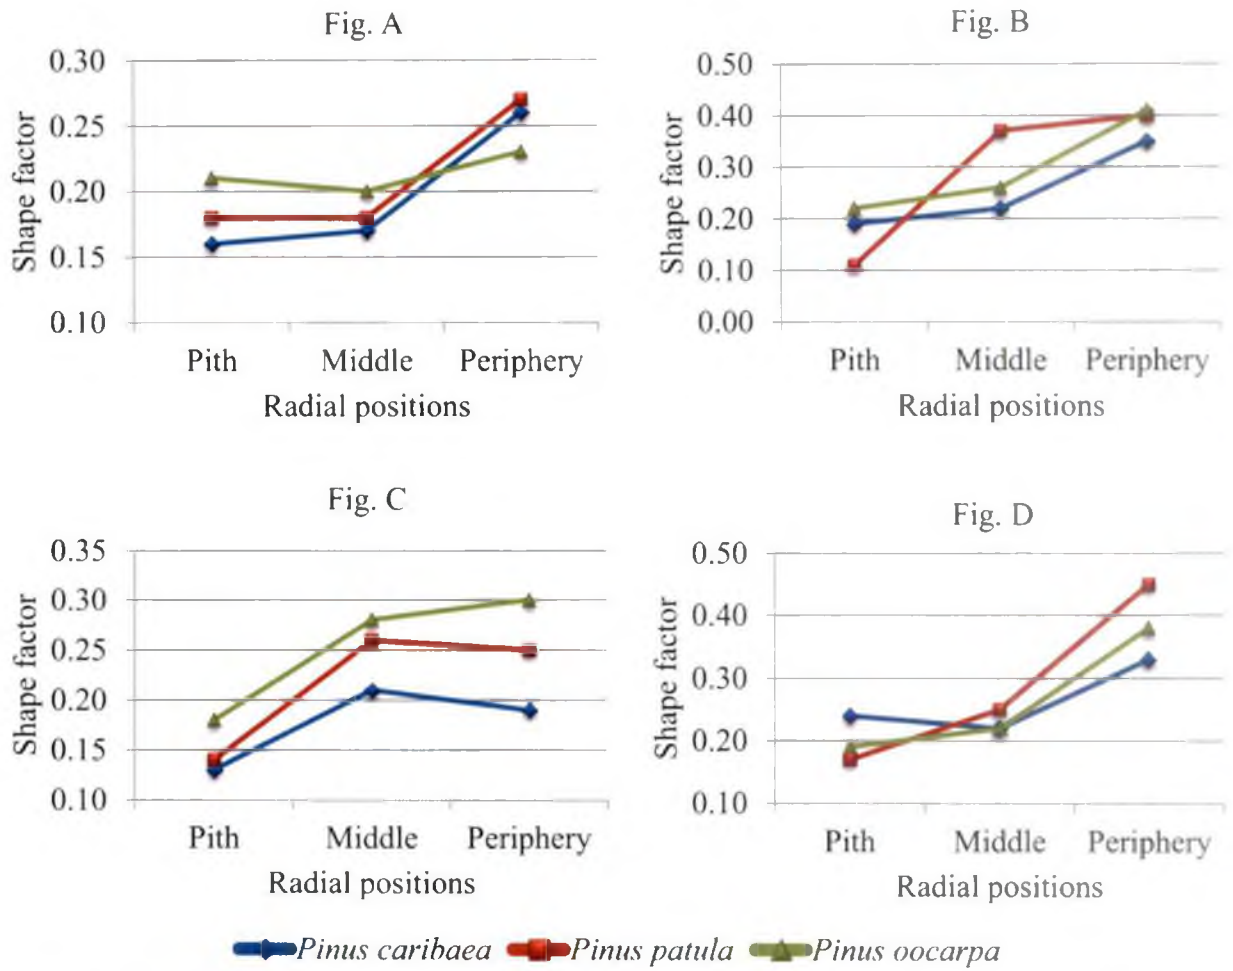 Fig. A
0.30
0.25
0.20
0.15
0.10
Shape factor
Pith Middle Periphery
Radial positions
Fig. B
0.50
0.40
0.30
0.20
0.10
0.00
Shape factor
Pith Middle Periphery
Radial positions
Fig. C
0.35
0.30
0.25
0.20
0.15
0.10
Shape factor
Pith Middle Periphery
Radial positions
Fig. D
0.50
0.40
0.30
0.20
0.10
Shape factor
Pith Middle Periphery
Radial positions
Pinus caribaea Pinus patula Pinus oocarpa